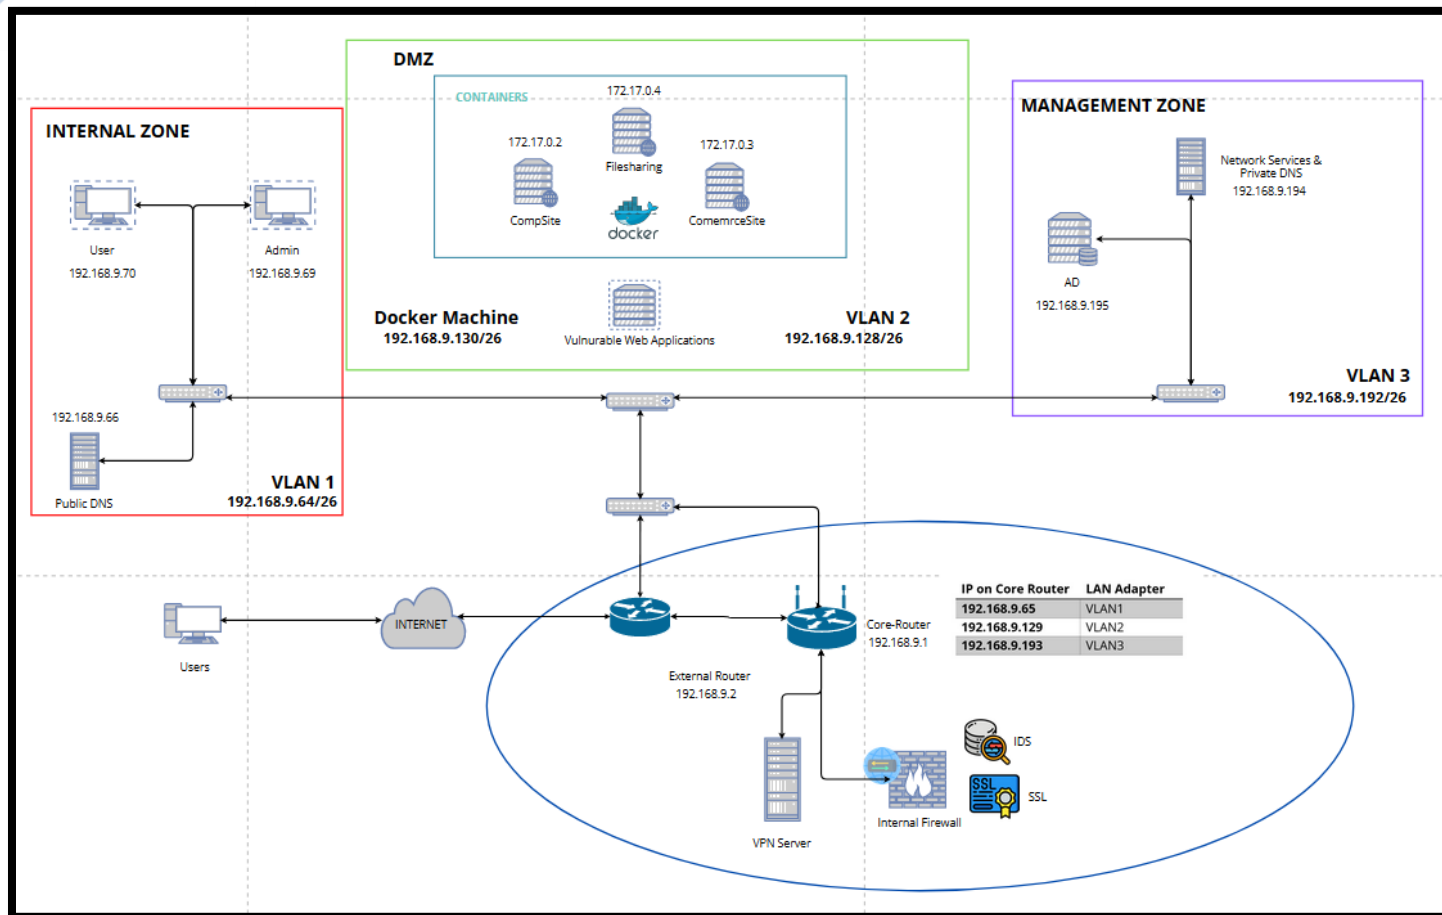 INTERNAL ZONE
User
192.168.9.70
Admin
192.168.9.69
192.168.9.66
Public DNS
VLAN 1
192.168.9.64/26
DMZ
CONTAINERS
172.17.0.4
Filesharing
172.17.0.2
CompSite
172.17.0.3
ComemrceSite
docker
Docker Machine
192.168.9.130/26
Vulnurable Web Applications
VLAN 2
192.168.9.128/26
MANAGEMENT ZONE
Network Services &
Private DNS
192.168.9.194
AD
192.168.9.195
VLAN 3
192.168.9.192/26
Users
INTERNET
External Router
192.168.9.2
Core-Router
192.168.9.1
IP on Core Router LAN Adapter
192.168.9.65 VLAN1
192.168.9.129 VLAN2
192.168.9.193 VLAN3
VPN Server
Internal Firewall
IDS
SSL
SSL